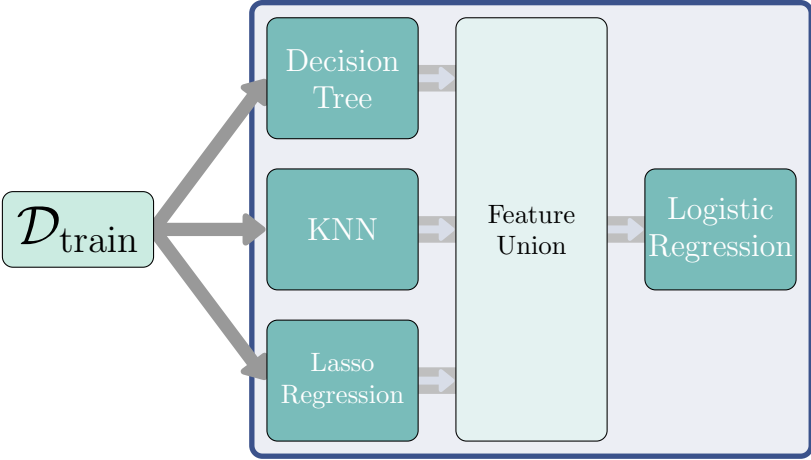 𝒟train
Decision
Tree
KNN
Lasso
Regression
Feature
Union
Logistic
Regression